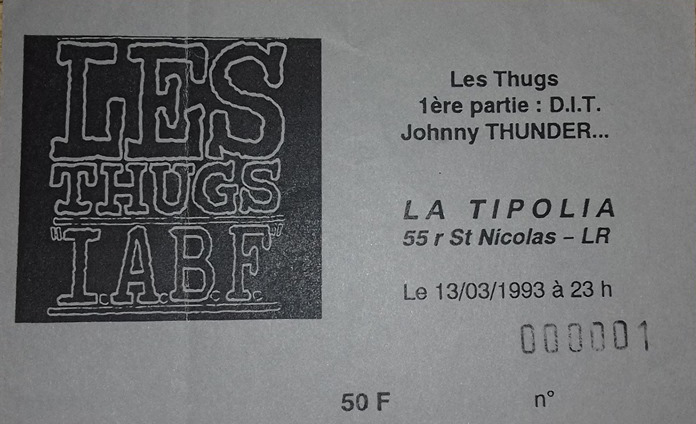 LES
THUGS
"I.A.B.F."
Les Thugs
1ère partie : D.I.T.
Johnny THUNDER...
LA TIPOLIA
55 r St Nicolas – LR
Le 13/03/1993 à 23 h
000001
50 F
n°